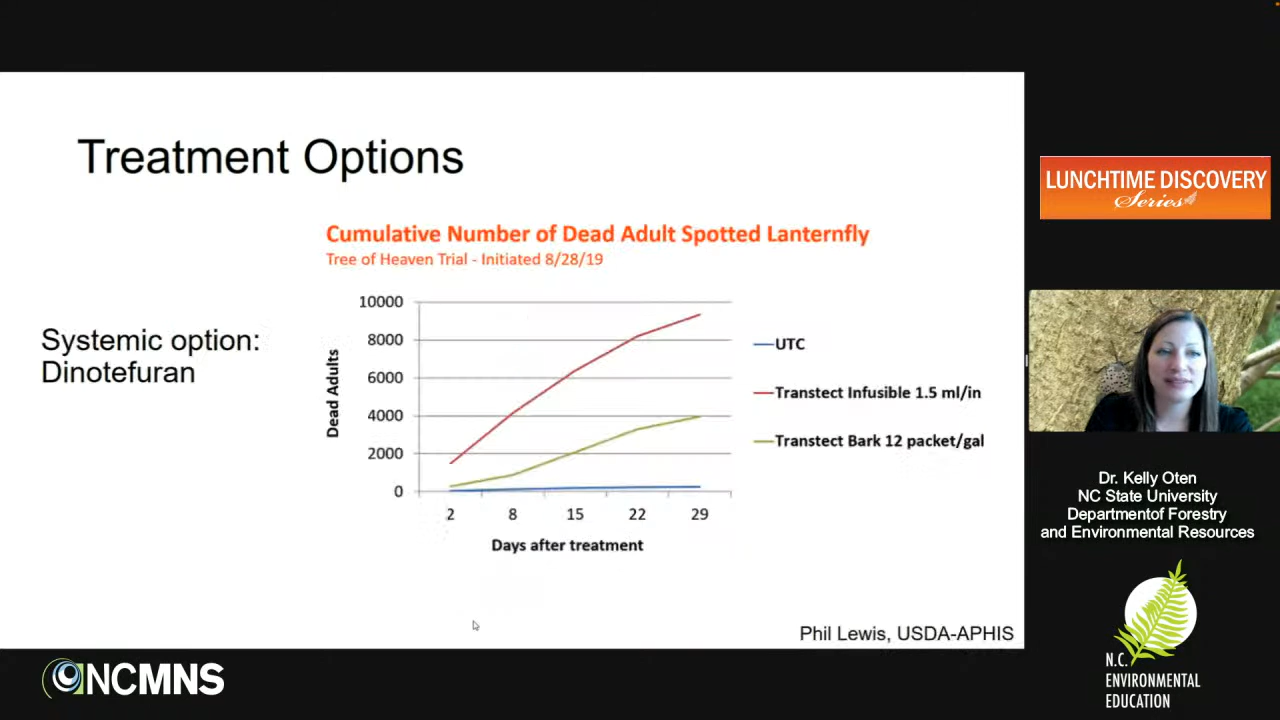 Treatment Options
Cumulative Number of Dead Adult Spotted Lanternfly
Tree of Heaven Trial - Initiated 8/28/19
Systemic option:
Dinotefuran
Dead Adults
10000
8000
6000
4000
2000
0
2 8 15 22 29
Days after treatment
UTC
Transtect Infusible 1.5 ml/in
Transtect Bark 12 packet/gal
Phil Lewis, USDA-APHIS
LUNCHTIME DISCOVERY
Series
Dr. Kelly Oten
NC State University
Departmentof Forestry
and Environmental Resources
NCMNS
N.C.
ENVIRONMENTAL
EDUCATION